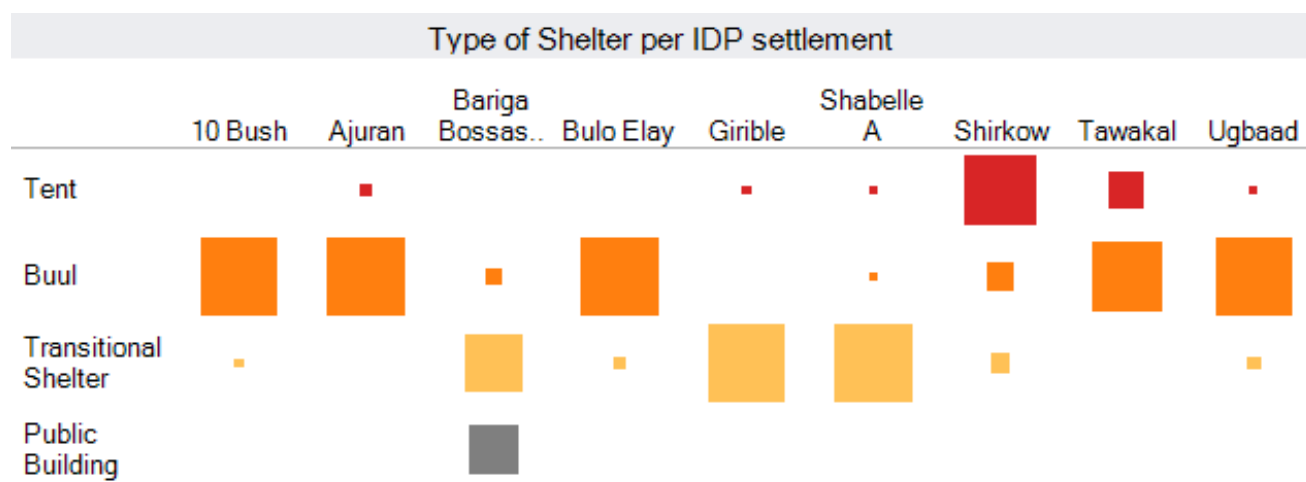 Type of Shelter per IDP settlement
10 Bush
Ajuran
Bariga
Bossas..
Bulo Elay
Girible
Shabelle
A
Shirkow
Tawakal
Ugbaad
Tent
Buul
Transitional
Shelter
Public
Building